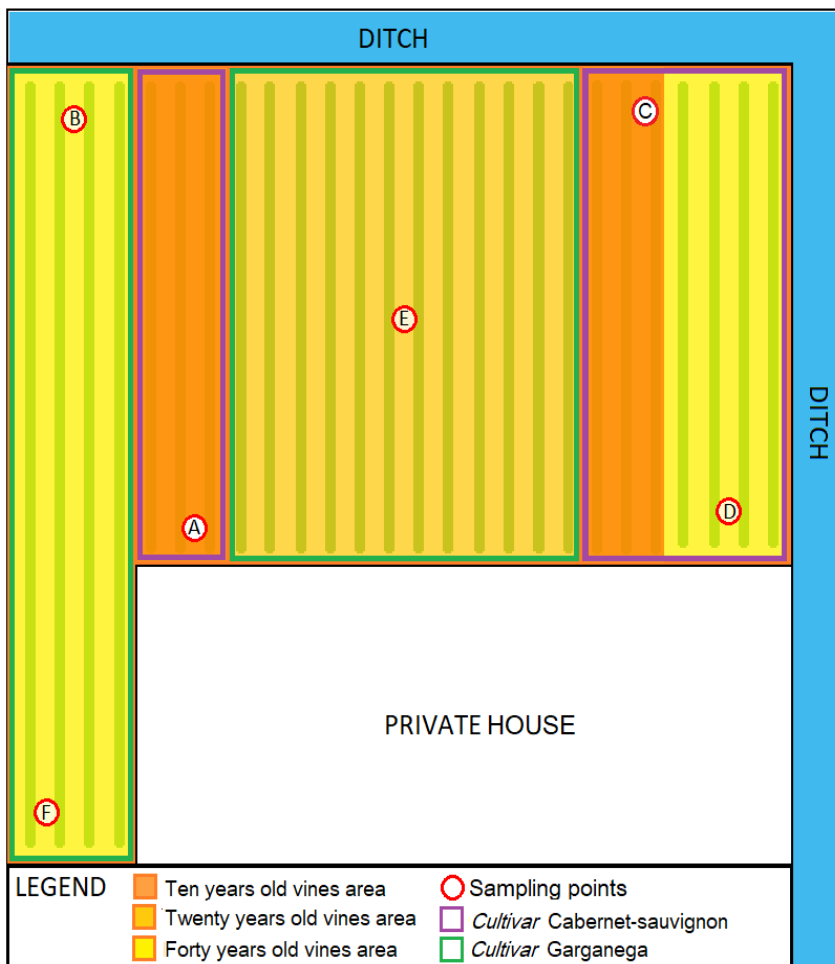 DITCH
B
C
E
DITCH
A
D
PRIVATE HOUSE
F
LEGEND
Ten years old vines area
Sampling points
Twenty years old vines area
Cultivar Cabernet-sauvignon
Forty years old vines area
Cultivar Garganega